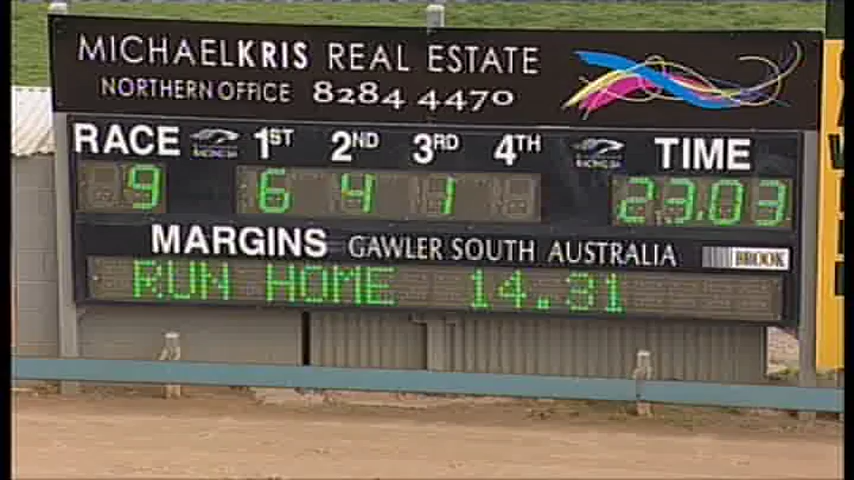 MICHAELKRIS REAL ESTATE
NORTHERN OFFICE 8284 4470
RACE 1ST 2ND 3RD 4TH TIME
9 6 4 1 23.03
MARGINS GAWLER SOUTH AUSTRALIA BROOK
RUN HOME 14.31